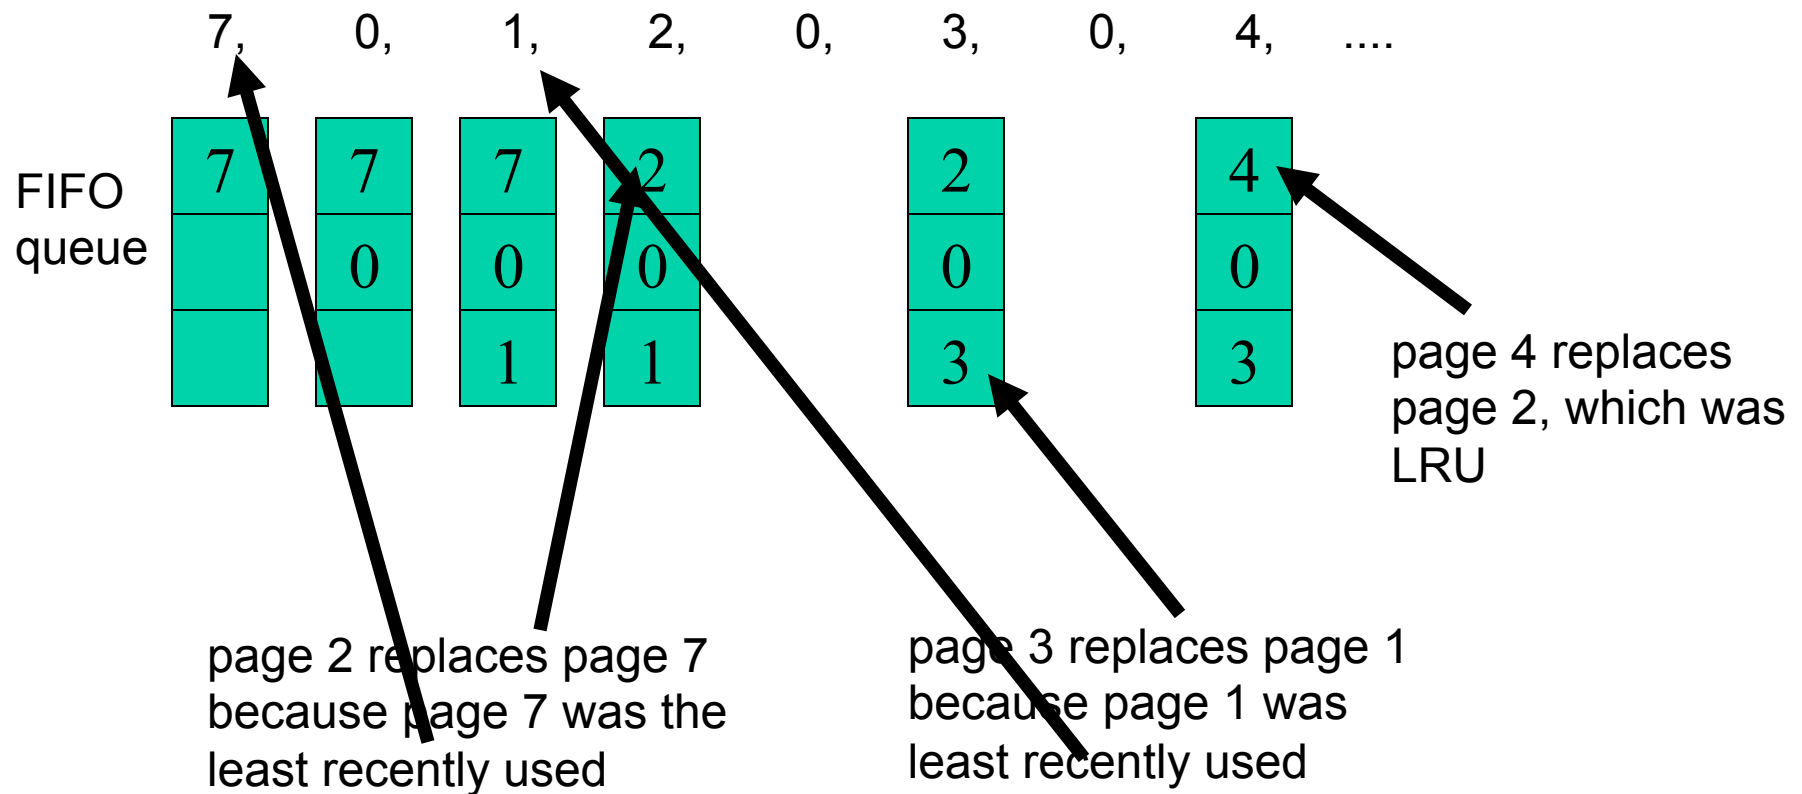 7, 0, 1, 2, 0, 3, 0, 4, ....
FIFO
queue
7 7 7 2 2 4
0 0 0 0 0
1 1 3 3
page 4 replaces
page 2, which was
LRU
page 2 replaces page 7
because page 7 was the
least recently used
page 3 replaces page 1
because page 1 was
least recently used